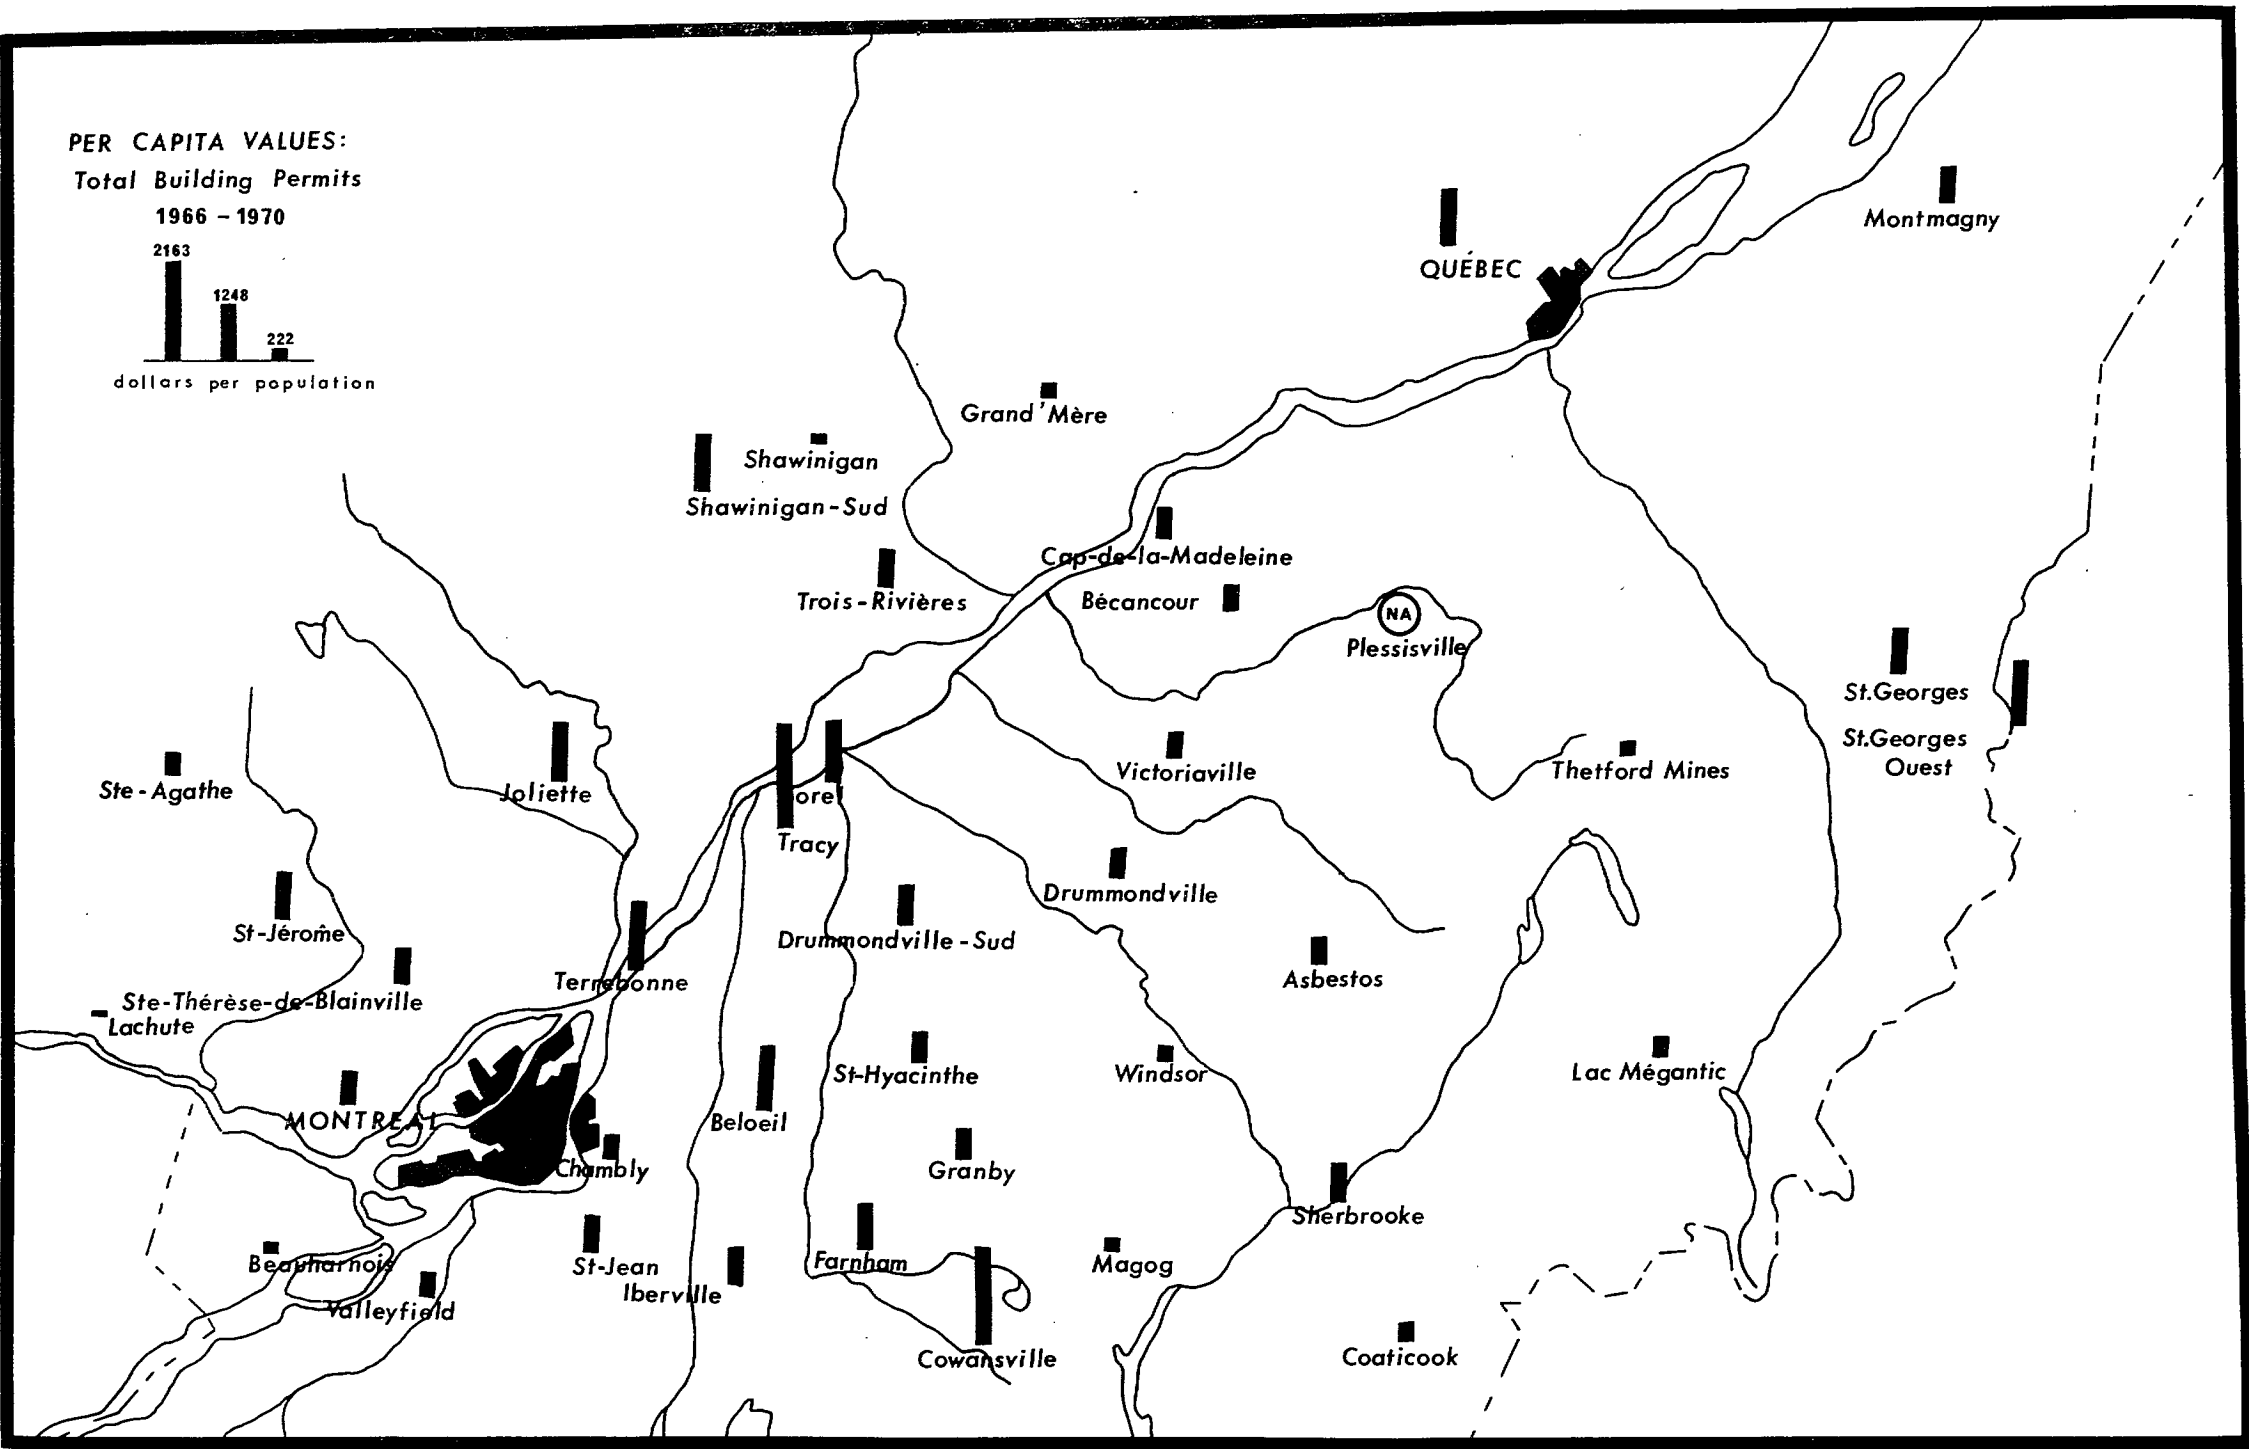 PER CAPITA VALUES:
Total Building Permits
1966 – 1970
2163
1248
222
dollars per population
Montmagny
QUÉBEC
Grand'Mère
Shawinigan
Shawinigan-Sud
Cap-de-la-Madeleine
Trois-Rivières
Bécancour
NA
Plessisville
St.Georges
St.Georges
Ouest
Victoriaville
Thetford Mines
Ste-Agathe
Joliette
Sorel
Tracy
Drummondville
St-Jérome
Drummondville-Sud
Asbestos
Terrebonne
Ste-Thérèse-de-Blainville
Lachute
St-Hyacinthe
Windsor
Lac Mégantic
MONTREAL
Beloeil
Chambly
Granby
Sherbrooke
Beauharnois
St-Jean
Farnham
Magog
Iberville
Valleyfield
Cowansville
Coaticook